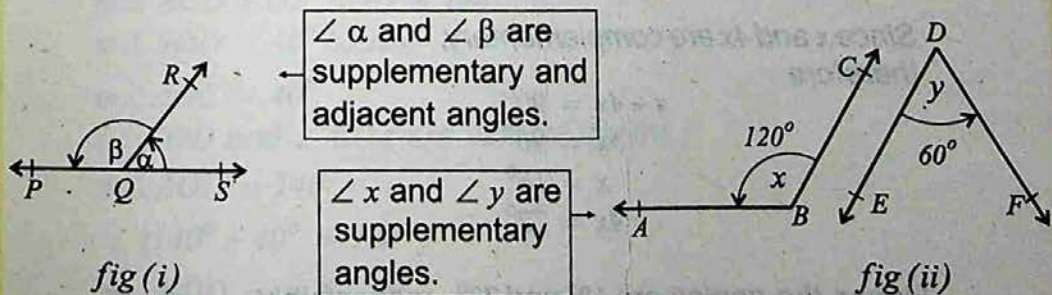 ∠ α and ∠ β are
supplementary and
adjacent angles.
R
β α
P Q S
fig (i)
∠ x and ∠ y are
supplementary
angles.
D
C
y
120°
60°
x
A B E F
fig (ii)